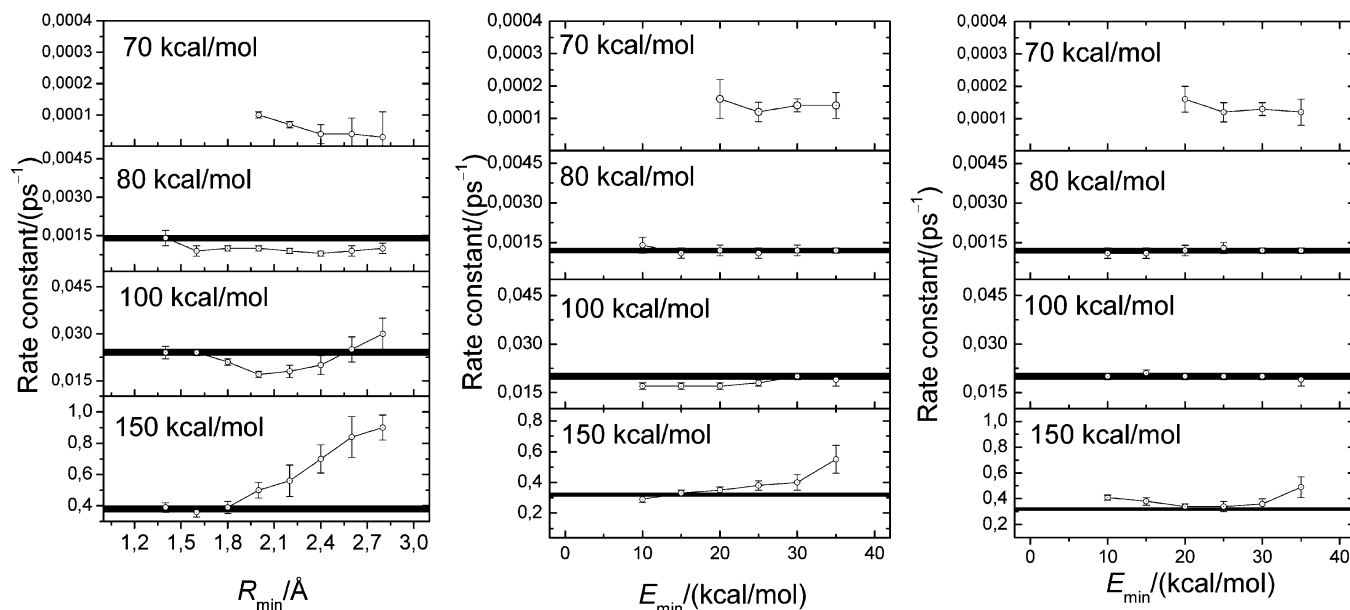 Rate constant/(ps⁻¹)
0,0004
0,0003
0,0002
0,0001
70 kcal/mol
0,0045
0,0030
0,0015
80 kcal/mol
0,045
0,030
0,015
100 kcal/mol
1,0
0,8
0,6
0,4
150 kcal/mol
1,2 1,5 1,8 2,1 2,4 2,7 3,0
R_min/Å
Rate constant/(ps⁻¹)
0,0004
0,0003
0,0002
0,0001
70 kcal/mol
0,0045
0,0030
0,0015
80 kcal/mol
0,045
0,030
0,015
100 kcal/mol
0,8
0,6
0,4
0,2
150 kcal/mol
0 10 20 30 40
E_min/(kcal/mol)
Rate constant/(ps⁻¹)
0,0004
0,0003
0,0002
0,0001
70 kcal/mol
0,0045
0,0030
0,0015
80 kcal/mol
0,045
0,030
0,015
100 kcal/mol
1,0
0,8
0,6
0,4
0,2
150 kcal/mol
0 10 20 30 40
E_min/(kcal/mol)